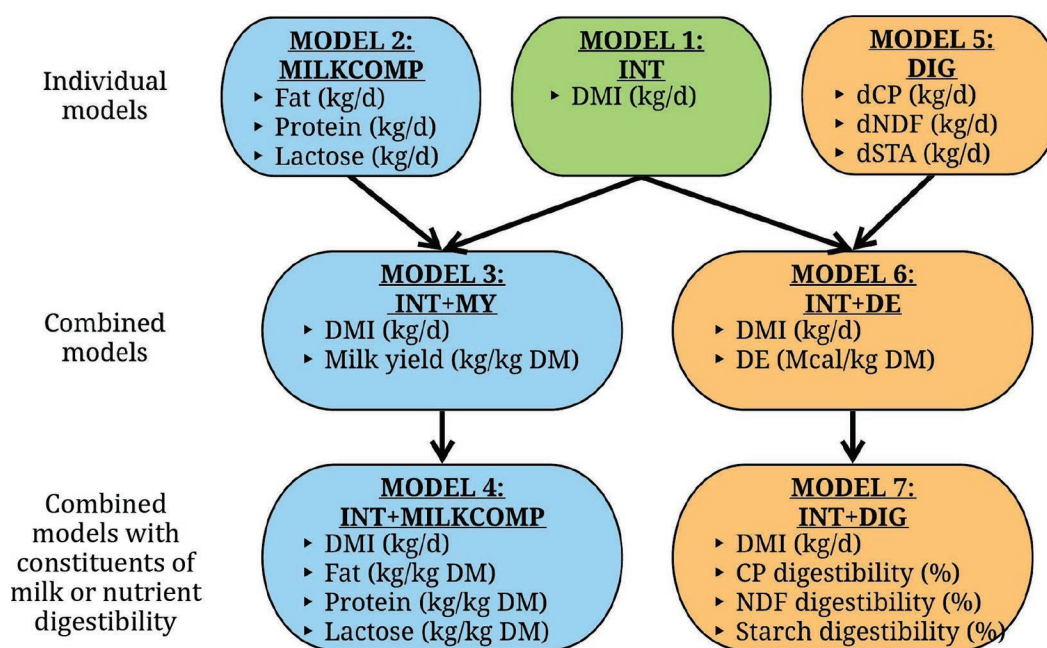 Individual
models
MODEL 2:
MILKCOMP
▸ Fat (kg/d)
▸ Protein (kg/d)
▸ Lactose (kg/d)
MODEL 1:
INT
▸ DMI (kg/d)
MODEL 5:
DIG
▸ dCP (kg/d)
▸ dNDF (kg/d)
▸ dSTA (kg/d)
Combined
models
MODEL 3:
INT+MY
▸ DMI (kg/d)
▸ Milk yield (kg/kg DM)
MODEL 6:
INT+DE
▸ DMI (kg/d)
▸ DE (Mcal/kg DM)
Combined
models with
constituents of
milk or nutrient
digestibility
MODEL 4:
INT+MILKCOMP
▸ DMI (kg/d)
▸ Fat (kg/kg DM)
▸ Protein (kg/kg DM)
▸ Lactose (kg/kg DM)
MODEL 7:
INT+DIG
▸ DMI (kg/d)
▸ CP digestibility (%)
▸ NDF digestibility (%)
▸ Starch digestibility (%)